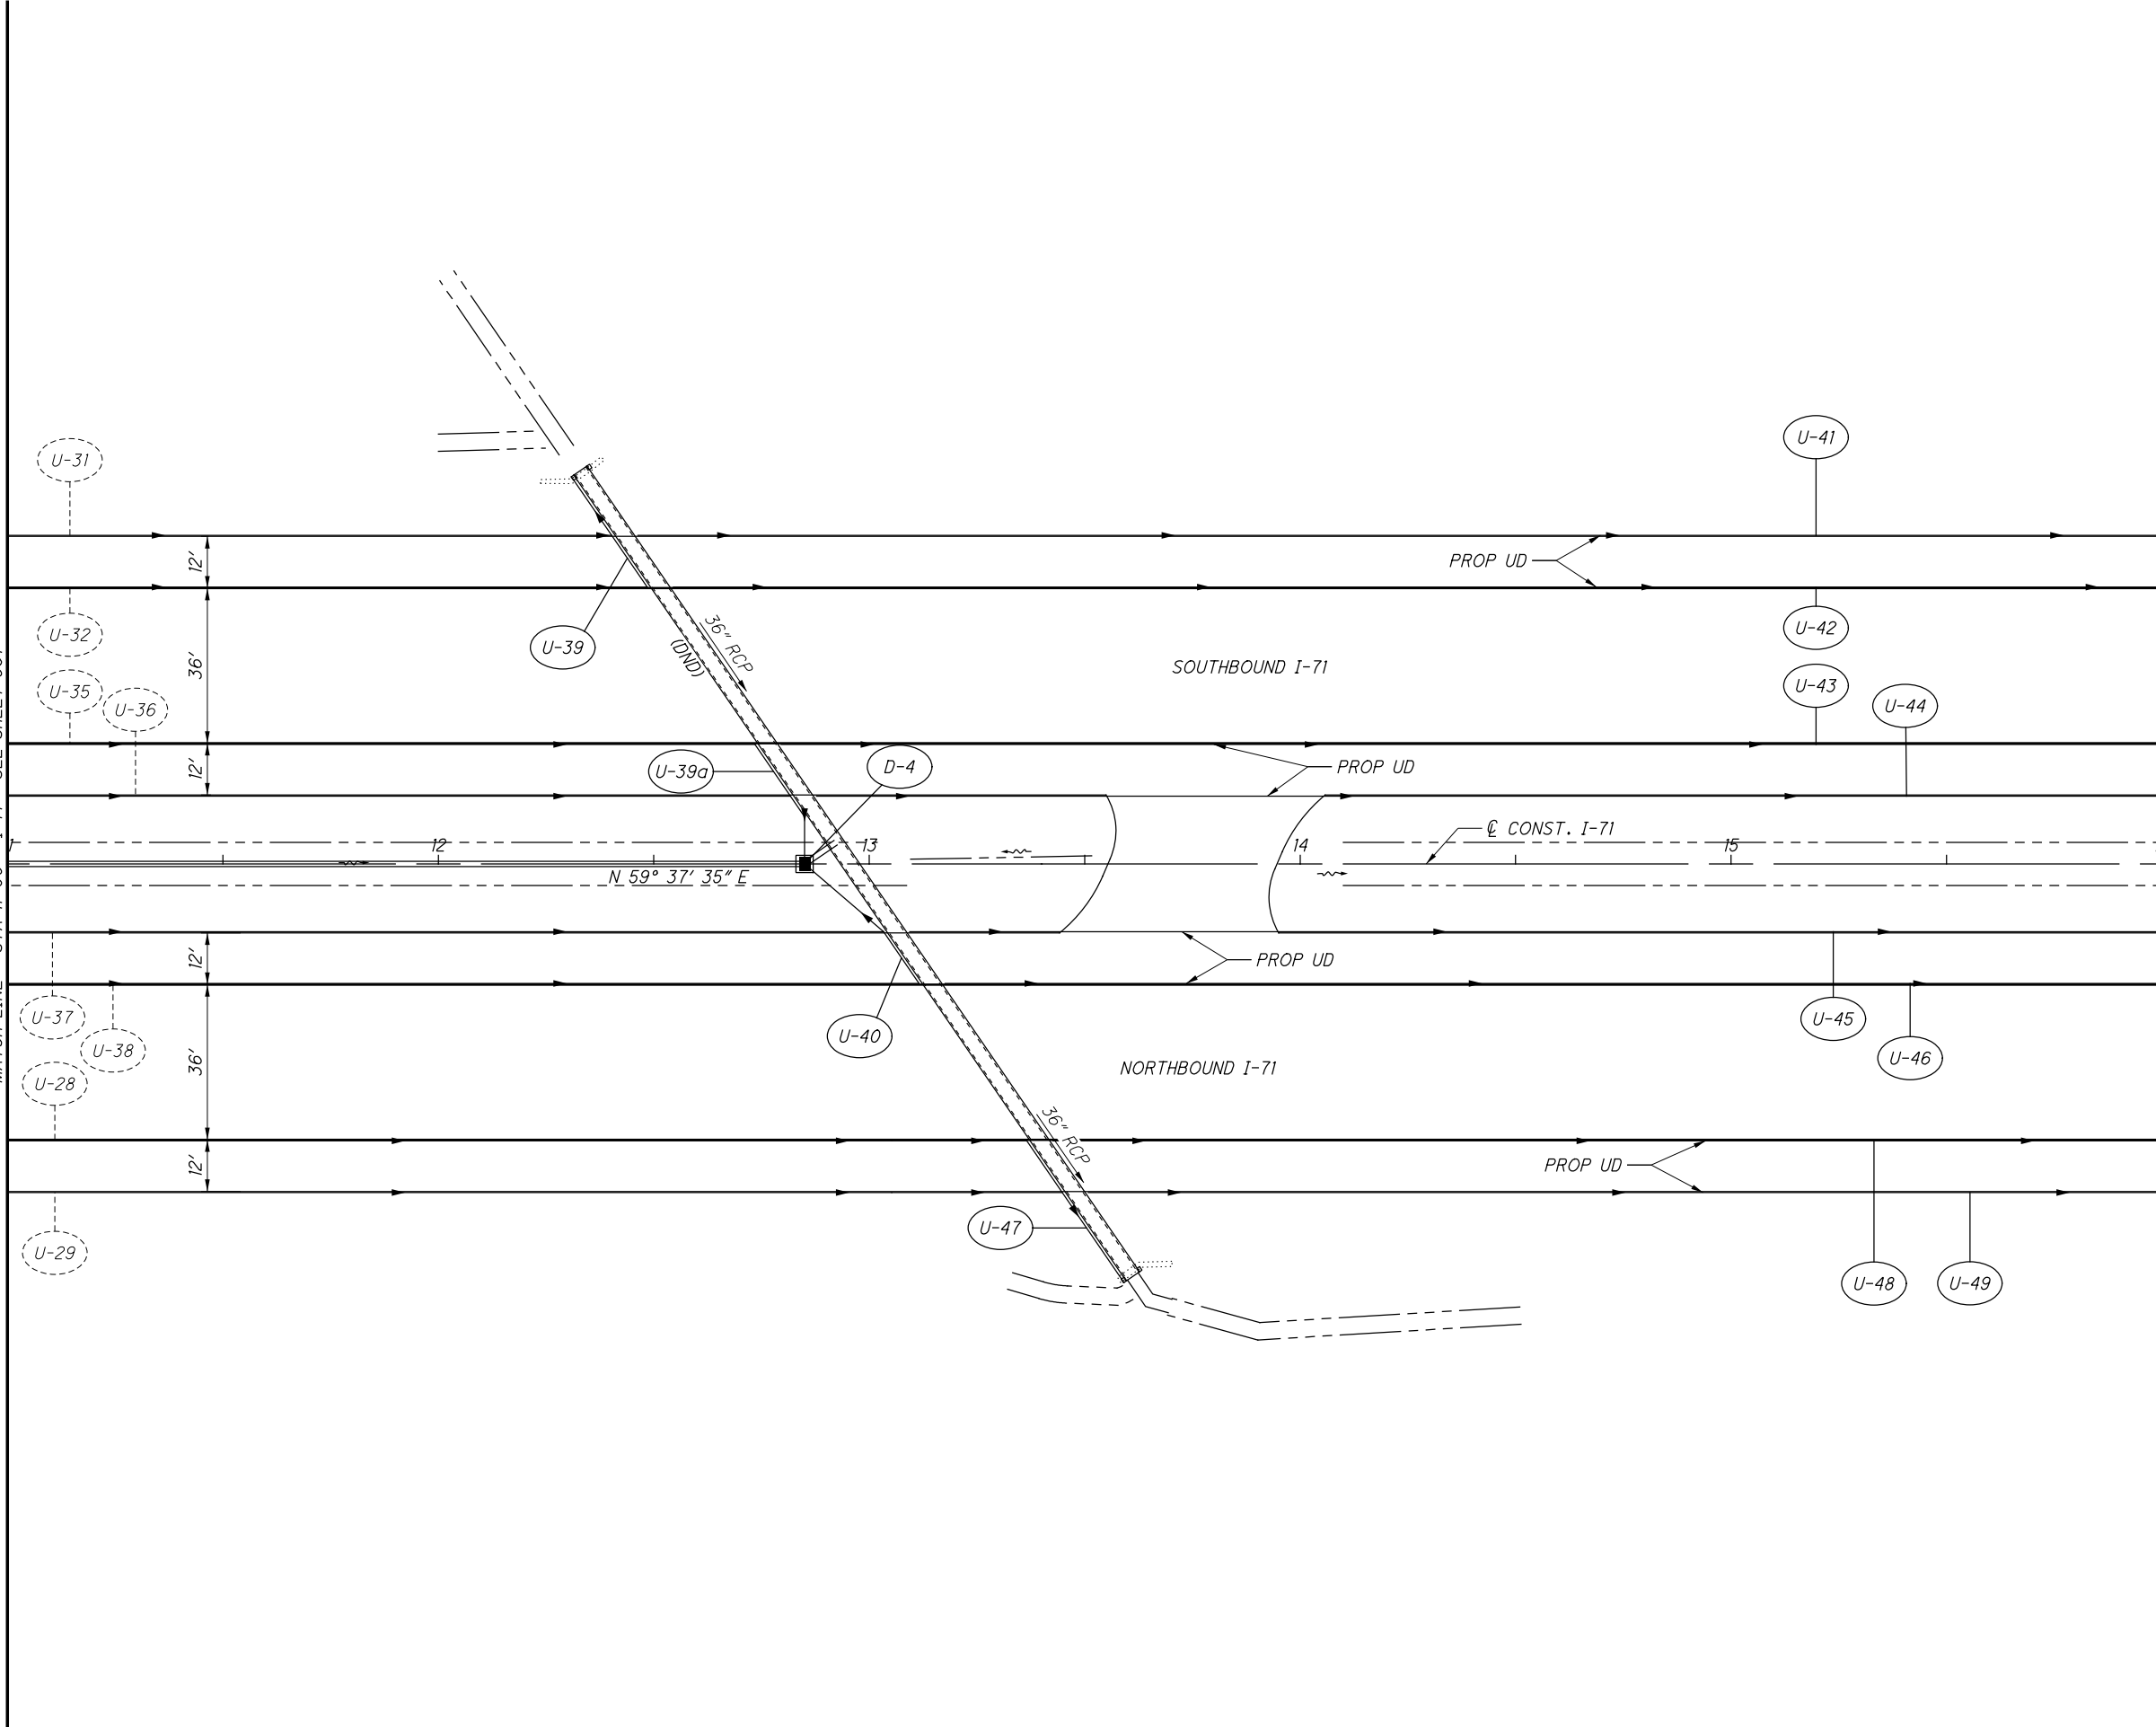 U-41
U-31
12'
PROP UD
U-32
U-39
36" RCP
(DND)
U-42
36'
SOUTHBOUND I-71
U-35
U-36
U-43
U-44
12'
U-39a
D-4
PROP UD
℄ CONST. I-71
12
13
14
15
N 59° 37' 35" E
12'
PROP UD
U-37
U-38
U-40
U-45
U-46
36'
NORTHBOUND I-71
U-28
36" RCP
12'
PROP UD
U-47
U-29
U-48
U-49